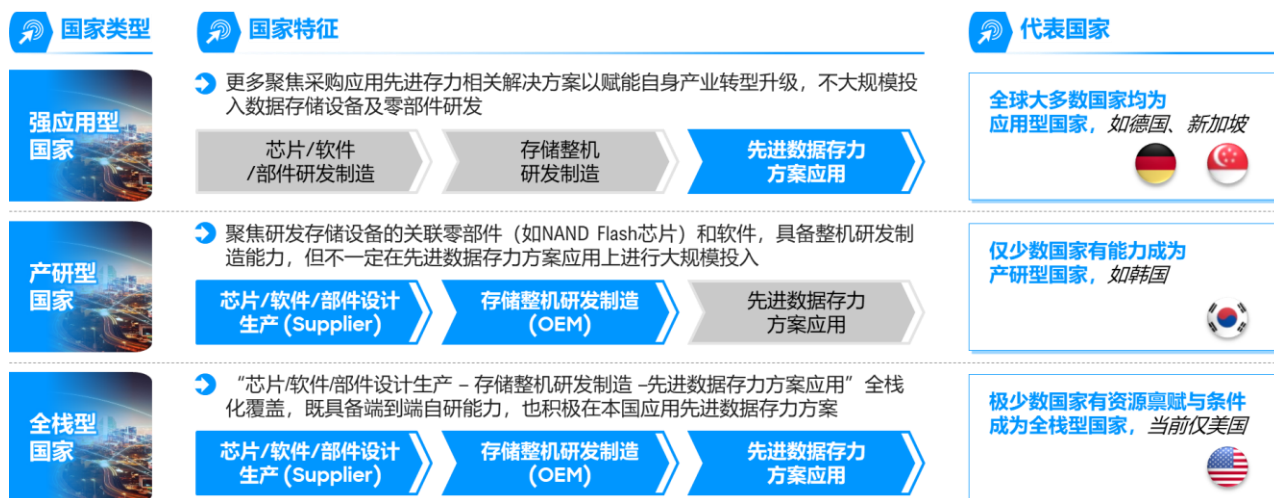 国家类型
国家特征
代表国家
强应用型
国家
更多聚焦采购应用先进存力相关解决方案以赋能自身产业转型升级，不大规模投
入数据存储设备及零部件研发
芯片/软件
/部件研发制造
存储整机
研发制造
先进数据存力
方案应用
全球大多数国家均为
应用型国家，如德国、新加坡
产研型
国家
聚焦研发存储设备的关联零部件（如NAND Flash芯片）和软件，具备整机研发制
造能力，但不一定在先进数据存力方案应用上进行大规模投入
芯片/软件/部件设计
生产 (Supplier)
存储整机研发制造
(OEM)
先进数据存力
方案应用
仅少数国家有能力成为
产研型国家，如韩国
全栈型
国家
“芯片/软件/部件设计生产 – 存储整机研发制造 –先进数据存力方案应用”全栈
化覆盖，既具备端到端自研能力，也积极在本国应用先进数据存力方案
芯片/软件/部件设计
生产 (Supplier)
存储整机研发制造
(OEM)
先进数据存力
方案应用
极少数国家有资源禀赋与条件
成为全栈型国家，当前仅美国